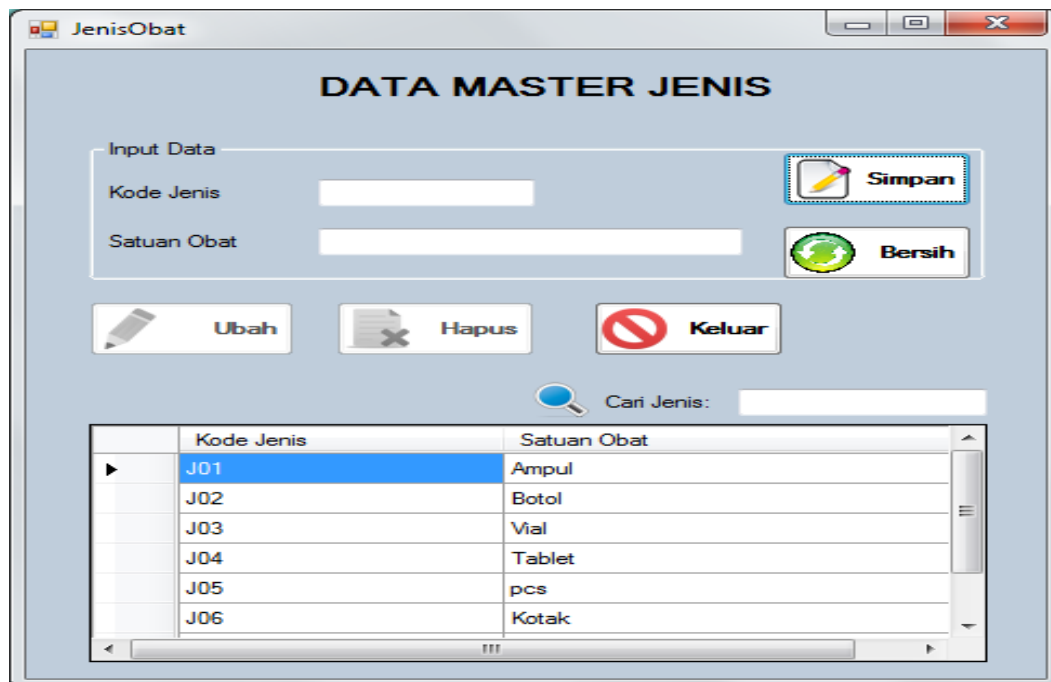 JenisObat
DATA MASTER JENIS
Input Data
Kode Jenis
Simpan
Satuan Obat
Bersih
Ubah Hapus Keluar
Cari Jenis:
Kode Jenis Satuan Obat
J01 Ampul
J02 Botol
J03 Vial
J04 Tablet
J05 pcs
J06 Kotak